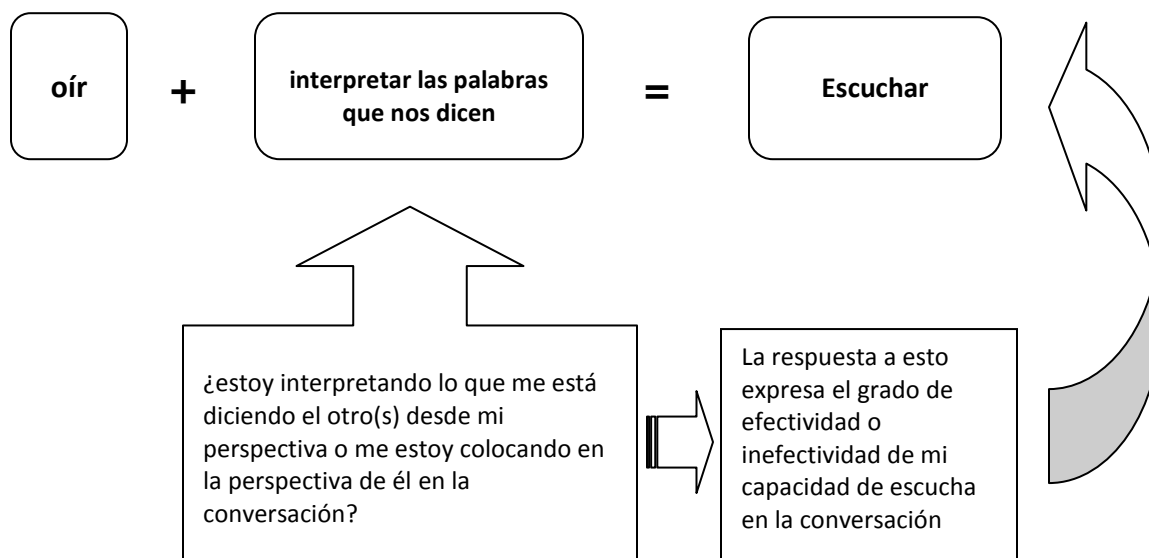 oír
+
interpretar las palabras
que nos dicen
=
Escuchar
¿estoy interpretando lo que me está
diciendo el otro(s) desde mi
perspectiva o me estoy colocando en
la perspectiva de él en la
conversación?
La respuesta a esto
expresa el grado de
efectividad o
inefectividad de mi
capacidad de escucha
en la conversación